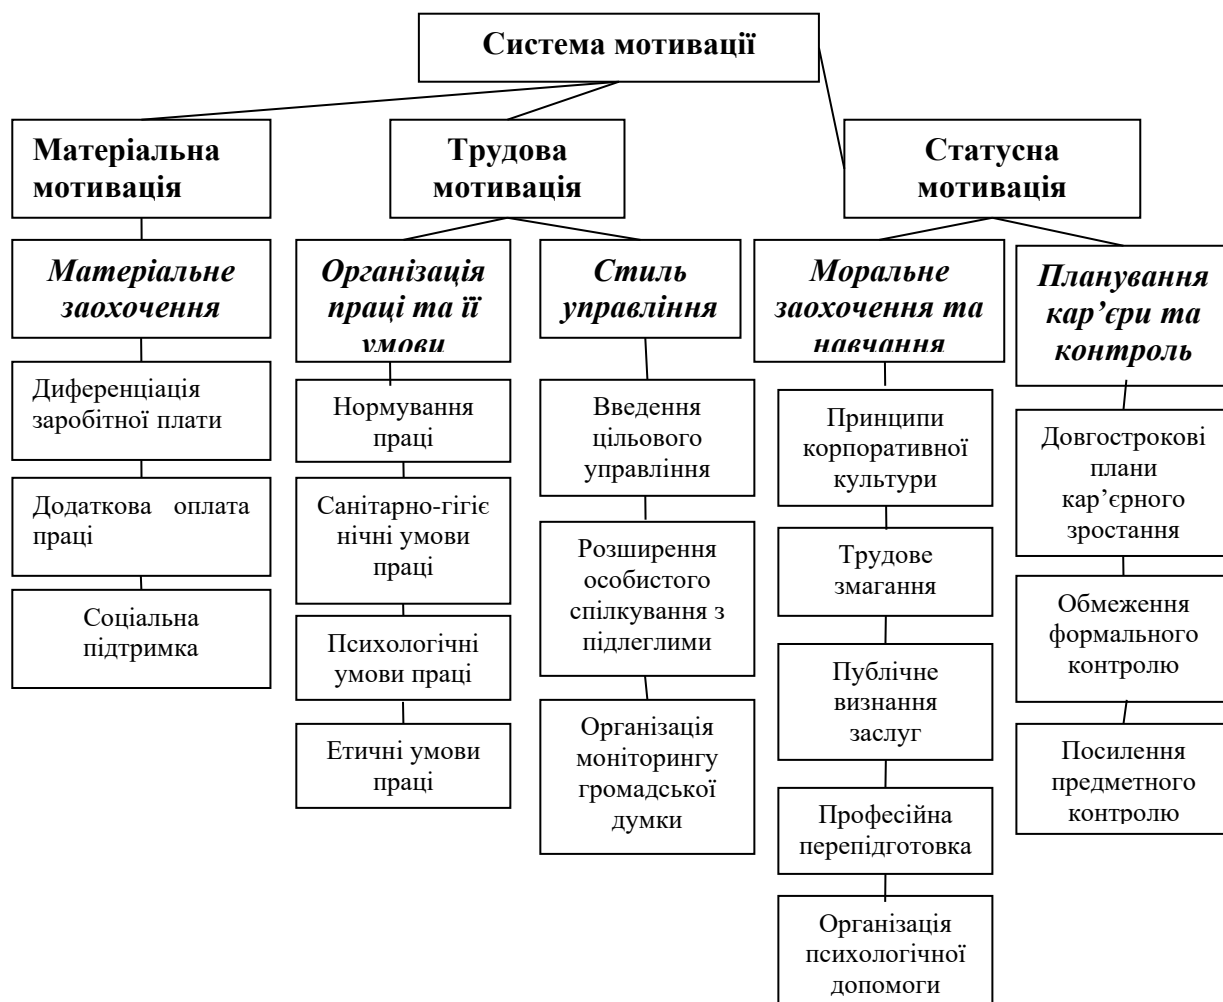 Система мотивації
Матеріальна
мотивація
Трудова
мотивація
Статусна
мотивація
Матеріальне
заохочення
Організація
праці та її
умови
Стиль
управління
Моральне
заохочення та
навчання
Планування
кар’єри та
контроль
Диференціація
заробітної плати
Додаткова оплата
праці
Соціальна
підтримка
Нормування
праці
Санітарно-гігіє
нічні умови
праці
Психологічні
умови праці
Етичні умови
праці
Введення
цільового
управління
Розширення
особистого
спілкування з
підлеглими
Організація
моніторингу
громадської
думки
Принципи
корпоративної
культури
Трудове
змагання
Публічне
визнання
заслуг
Професійна
перепідготовка
Організація
психологічної
допомоги
Довгострокові
плани
кар’єрного
зростання
Обмеження
формального
контролю
Посилення
предметного
контролю